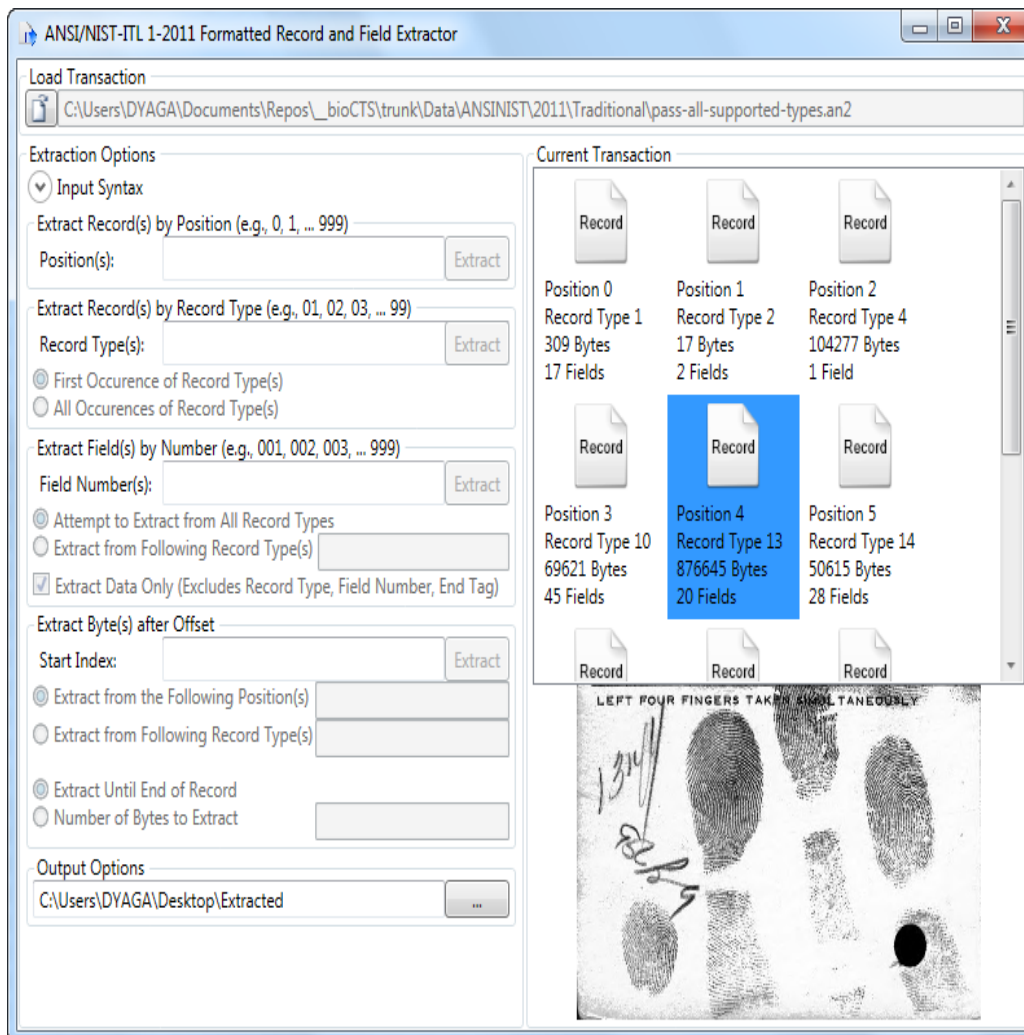 ANSI/NIST-ITL 1-2011 Formatted Record and Field Extractor
X
Load Transaction
C:\Users\DYAGA\Documents\Repos\__bioCTS\trunk\Data\ANSINIST\2011\Traditional\pass-all-supported-types.an2
Extraction Options
Input Syntax
Extract Record(s) by Position (e.g., 0, 1, ... 999)
Position(s):
Extract
Extract Record(s) by Record Type (e.g., 01, 02, 03, ... 99)
Record Type(s):
Extract
First Occurence of Record Type(s)
All Occurences of Record Type(s)
Extract Field(s) by Number (e.g., 001, 002, 003, ... 999)
Field Number(s):
Extract
Attempt to Extract from All Record Types
Extract from Following Record Type(s)
Extract Data Only (Excludes Record Type, Field Number, End Tag)
Extract Byte(s) after Offset
Start Index:
Extract
Extract from the Following Position(s)
Extract from Following Record Type(s)
Extract Until End of Record
Number of Bytes to Extract
Output Options
C:\Users\DYAGA\Desktop\Extracted
...
Current Transaction
Record
Position 0
Record Type 1
309 Bytes
17 Fields
Record
Position 1
Record Type 2
17 Bytes
2 Fields
Record
Position 2
Record Type 4
104277 Bytes
1 Field
Record
Position 3
Record Type 10
69621 Bytes
45 Fields
Record
Position 4
Record Type 13
876645 Bytes
20 Fields
Record
Position 5
Record Type 14
50615 Bytes
28 Fields
Record
Record
Record
LEFT FOUR FINGERS TAKEN SIMULTANEOUSLY